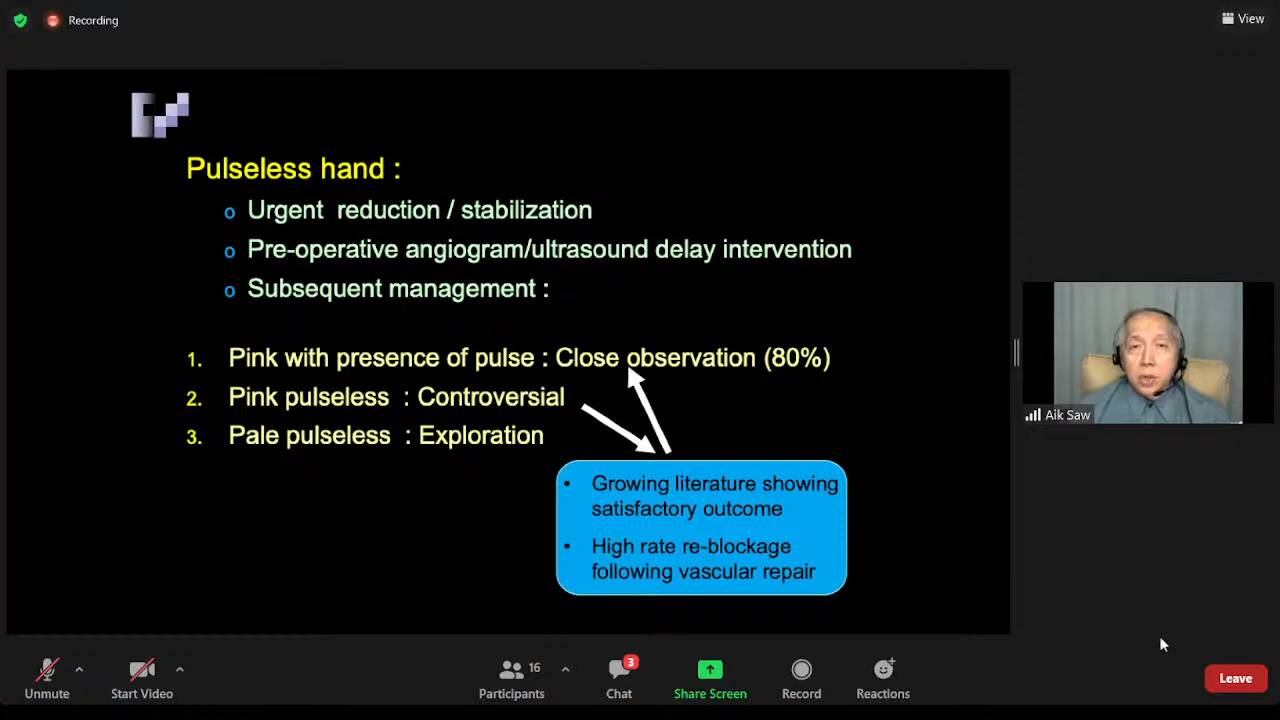 Recording
View
Pulseless hand :
o Urgent reduction / stabilization
o Pre-operative angiogram/ultrasound delay intervention
o Subsequent management :
1. Pink with presence of pulse : Close observation (80%)
2. Pink pulseless : Controversial
3. Pale pulseless : Exploration
• Growing literature showing
satisfactory outcome
• High rate re-blockage
following vascular repair
Aik Saw
Unmute
Start Video
16
Participants
3
Chat
Share Screen
Record
Reactions
Leave